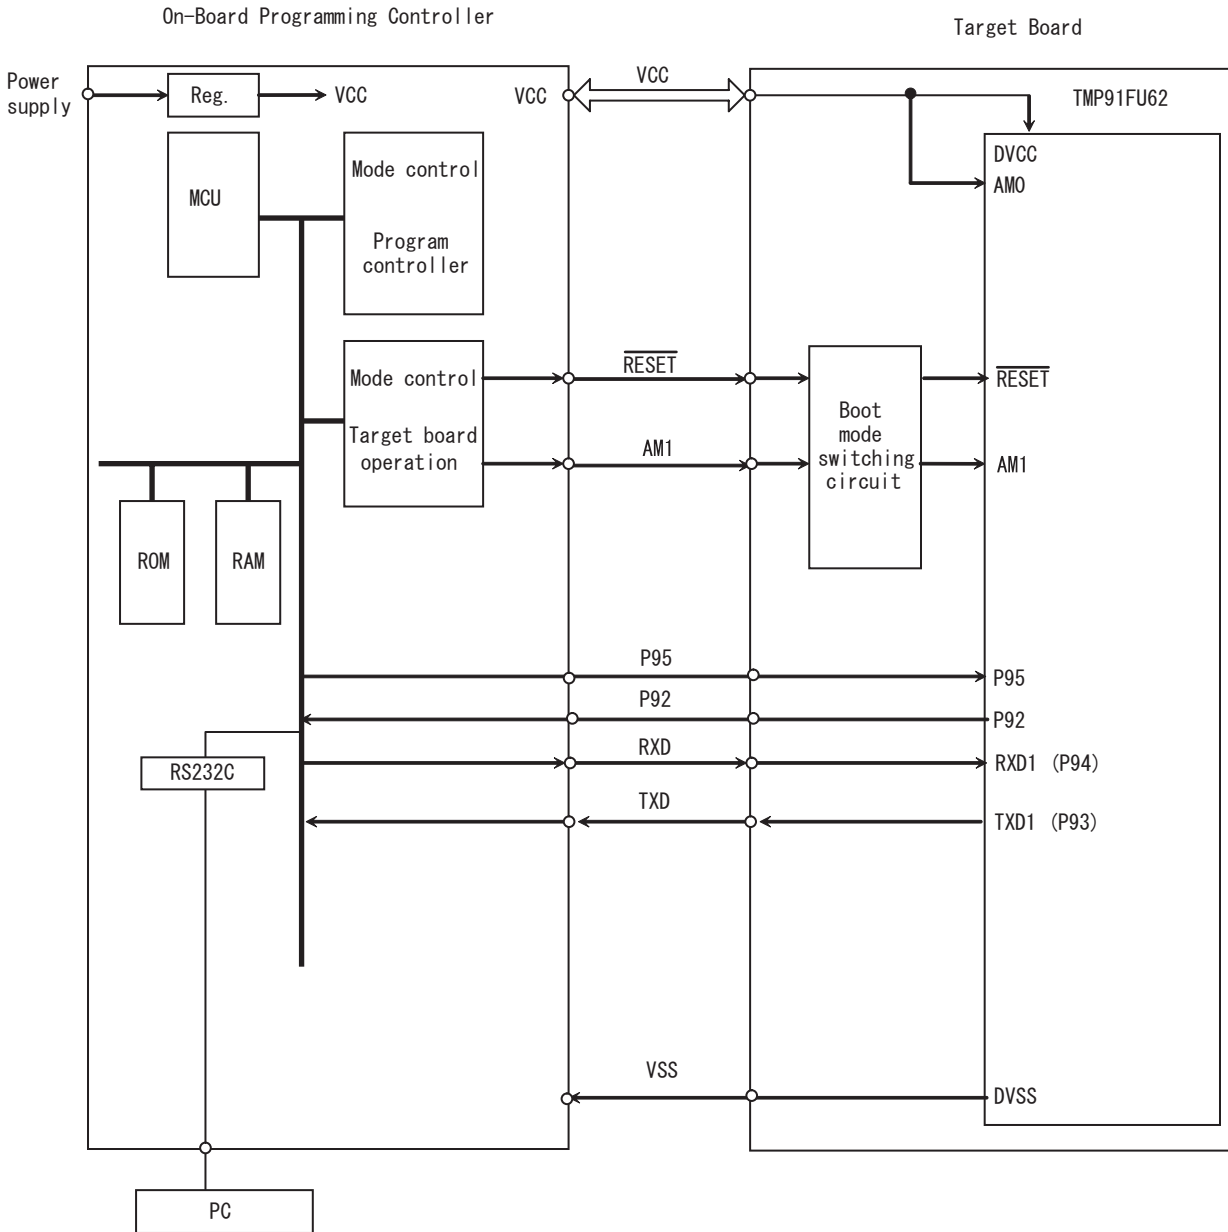 On-Board Programming Controller
Target Board
Power
supply
Reg.
VCC
VCC
VCC
TMP91FU62
MCU
Mode control
Program
controller
DVCC
AM0
Mode control
Target board
operation
RESET
AM1
Boot
mode
switching
circuit
RESET
AM1
ROM
RAM
P95
P95
P92
P92
RXD
RXD1 (P94)
RS232C
TXD
TXD1 (P93)
VSS
DVSS
PC